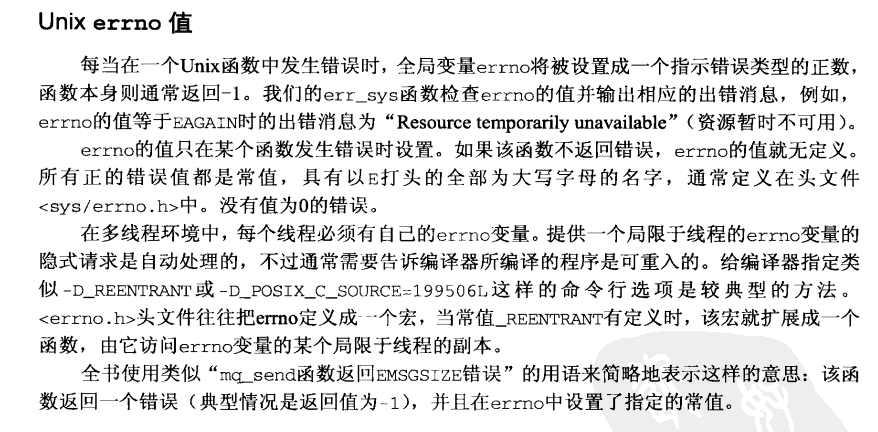 Unix errno 值
每当在一个Unix函数中发生错误时，全局变量errno将被设置成一个指示错误类型的正数，
函数本身则通常返回-1。我们的err_sys函数检查errno的值并输出相应的出错消息，例如，
errno的值等于EAGAIN时的出错消息为“Resource temporarily unavailable”（资源暂时不可用）。
errno的值只在某个函数发生错误时设置。如果该函数不返回错误，errno的值就无定义。
所有正的错误值都是常值，具有以E打头的全部为大写字母的名字，通常定义在头文件
<sys/errno.h>中。没有值为0的错误。
在多线程环境中，每个线程必须有自己的errno变量。提供一个局限于线程的errno变量的
隐式请求是自动处理的，不过通常需要告诉编译器所编译的程序是可重入的。给编译器指定类
似-D_REENTRANT或-D_POSIX_C_SOURCE=199506L这样的命令行选项是较典型的方法。
<errno.h>头文件往往把errno定义成一个宏，当常值_REENTRANT有定义时，该宏就扩展成一个
函数，由它访问errno变量的某个局限于线程的副本。
全书使用类似“mq_send函数返回EMSGSIZE错误”的用语来简略地表示这样的意思：该函
数返回一个错误（典型情况是返回值为-1），并且在errno中设置了指定的常值。